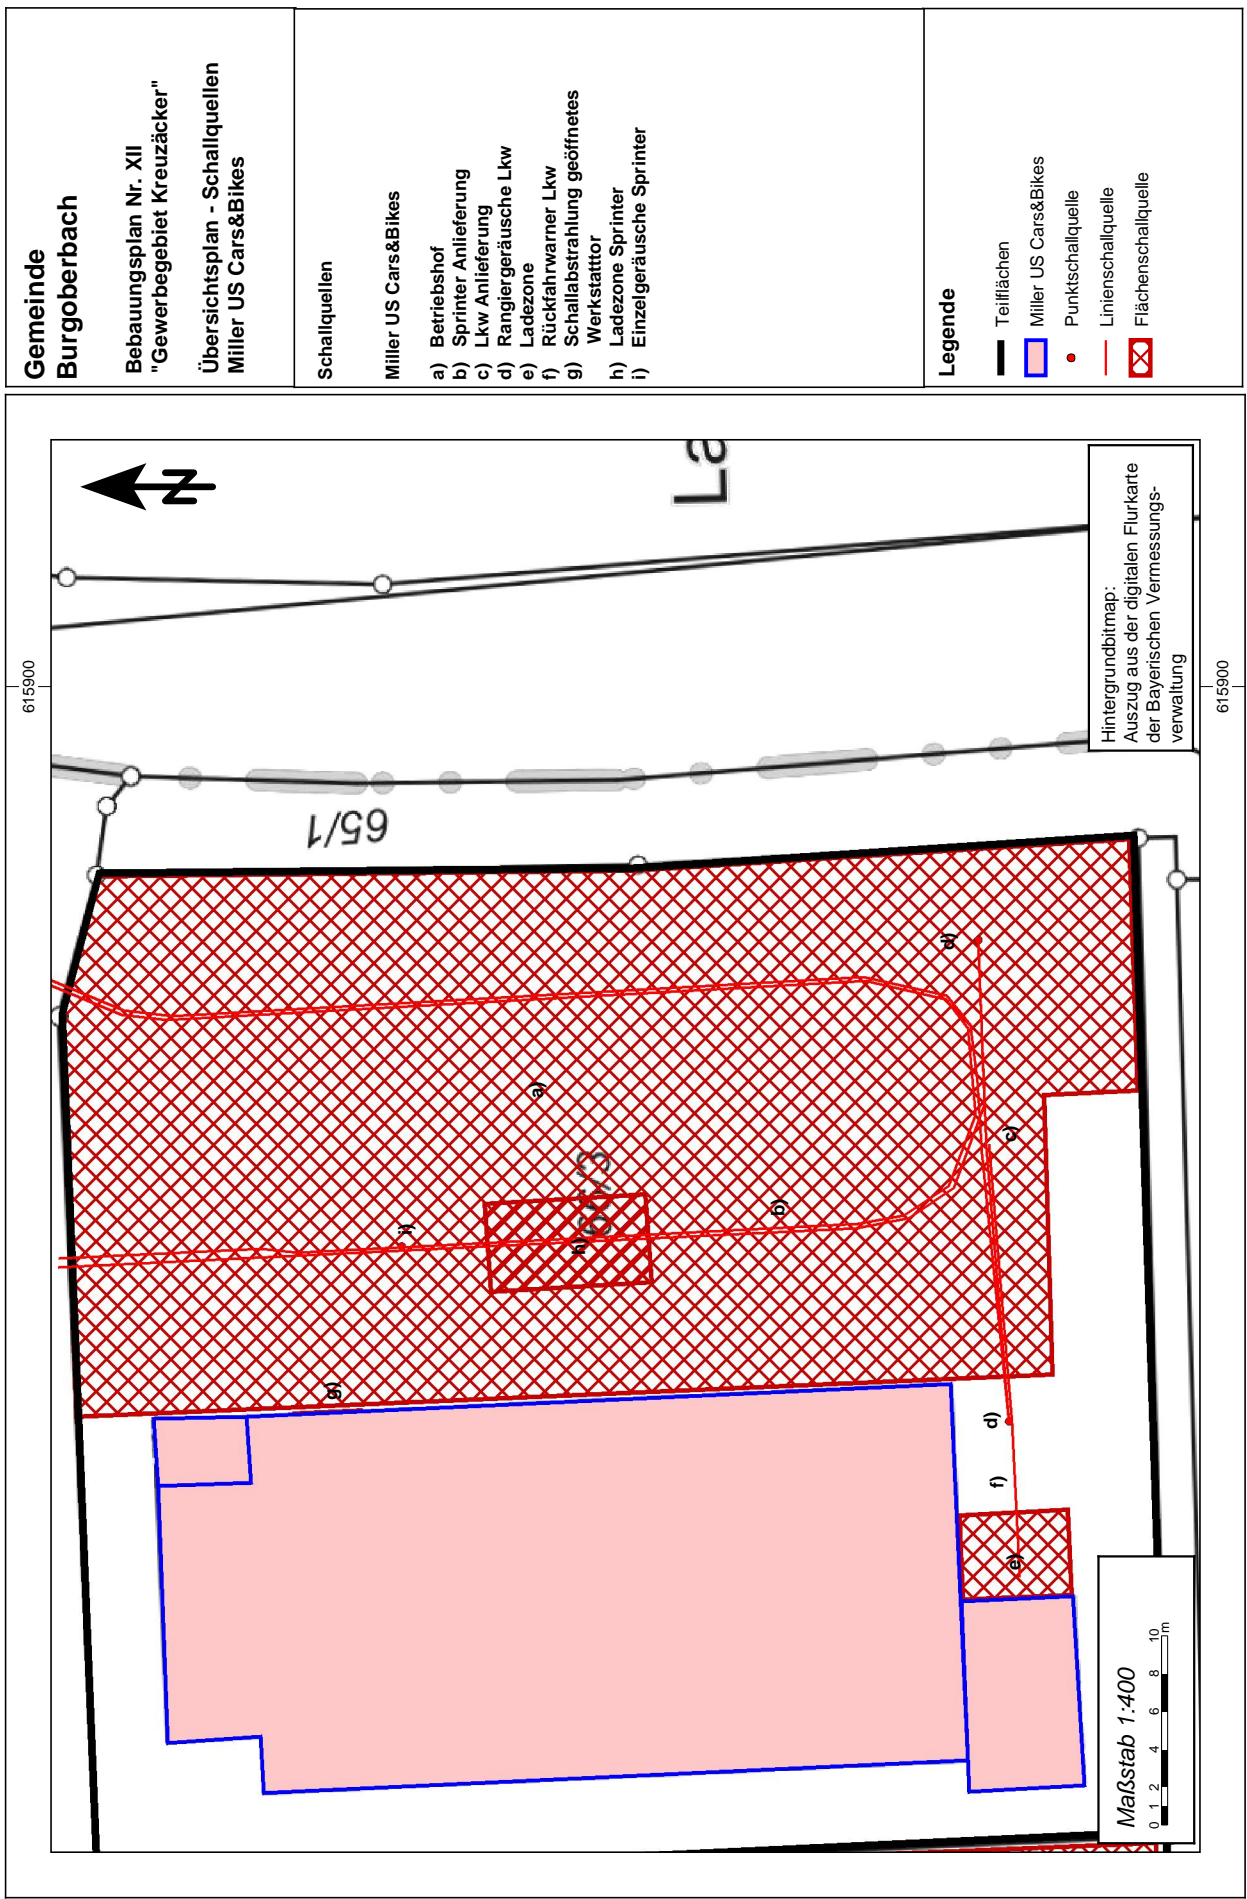 Gemeinde
Burgoberbach
Bebauungsplan Nr. XII
"Gewerbegebiet Kreuzäcker"
Übersichtsplan - Schallquellen
Miller US Cars&Bikes
Schallquellen
Miller US Cars&Bikes
a) Betriebshof
b) Sprinter Anlieferung
c) Lkw Anlieferung
d) Rangiergeräusche Lkw
e) Ladezone
f) Rückfahrwarner Lkw
g) Schallabstrahlung geöffnetes
Werkstatttor
h) Ladezone Sprinter
i) Einzelgeräusche Sprinter
Legende
Teilflächen
Miller US Cars&Bikes
Punktschallquelle
Linienschallquelle
Flächenschallquelle
615900
N
La
65/1
d)
a)
c)
b)
i)
h)
g)
d)
f)
e)
Hintergrundbitmap:
Auszug aus der digitalen Flurkarte
der Bayerischen Vermessungs-
verwaltung
615900
Maßstab 1:400
0 1 2 4 6 8 10
m